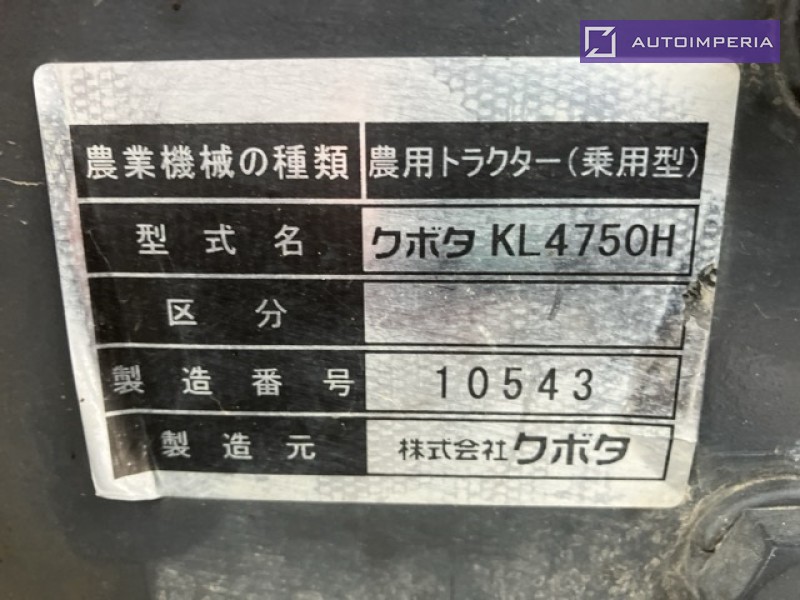 AUTOIMPERIA
農業機械の種類 農用トラクター(乗用型)
型式名 クボタ KL4750H
区分
製造番号 10543
製造元 株式会社クボタ